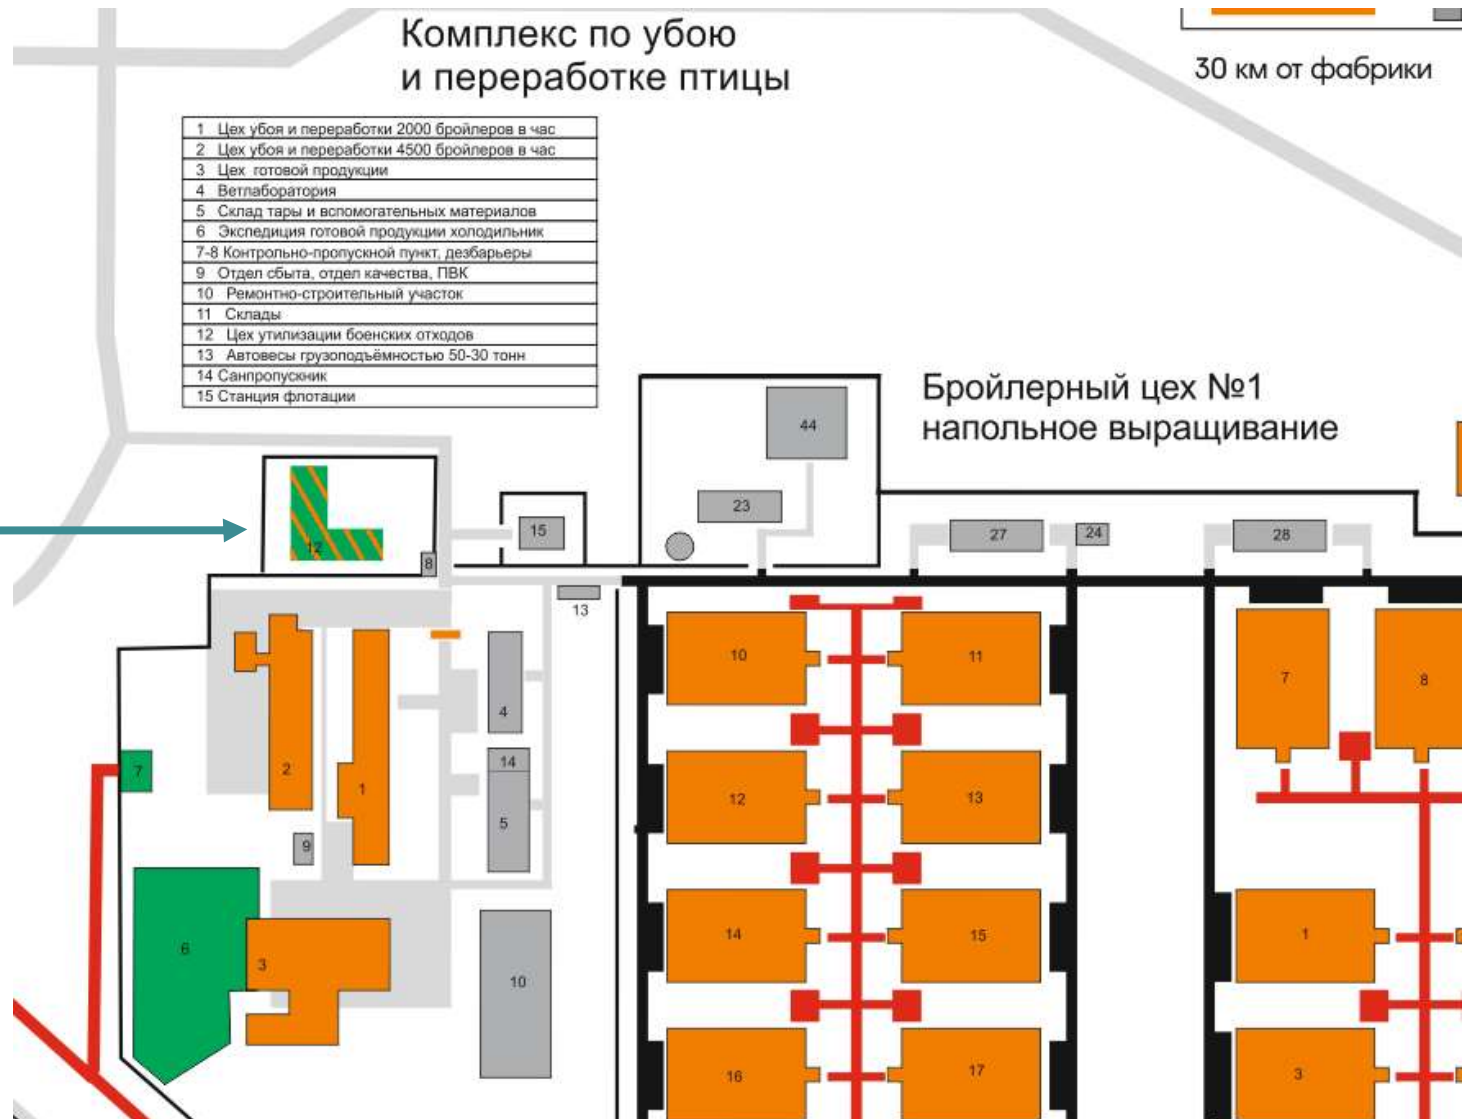 Комплекс по убою
и переработке птицы
30 км от фабрики
1 Цех убоя и переработки 2000 бройлеров в час
2 Цех убоя и переработки 4500 бройлеров в час
3 Цех готовой продукции
4 Ветлаборатория
5 Склад тары и вспомогательных материалов
6 Экспедиция готовой продукции холодильник
7-8 Контрольно-пропускной пункт, дезбарьеры
9 Отдел сбыта, отдел качества, ПВК
10 Ремонтно-строительный участок
11 Склады
12 Цех утилизации боенских отходов
13 Автовесы грузоподъёмностью 50-30 тонн
14 Санпропускник
15 Станция флотации
Бройлерный цех №1
напольное выращивание
44
23
15
27
24
28
12
8
13
10
11
7
8
4
2
14
1
7
12
13
5
9
6
3
14
15
1
10
16
17
3